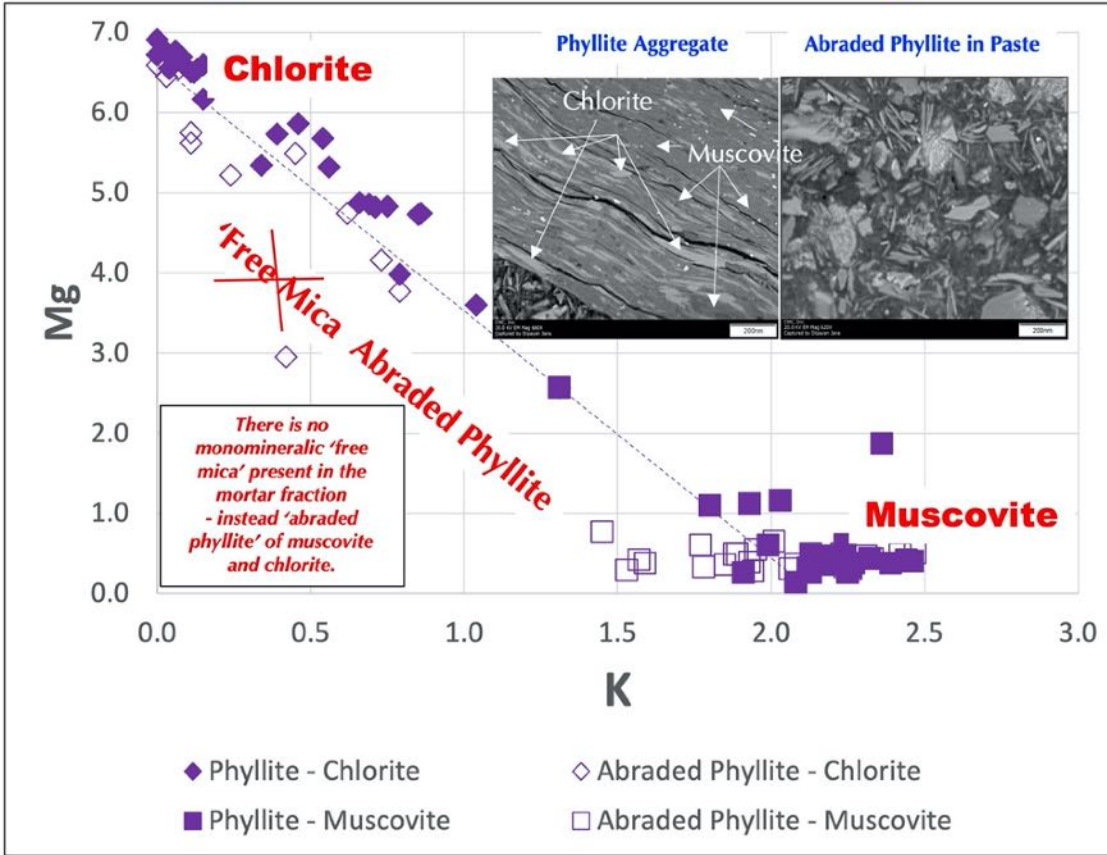 Phyllite Aggregate
Abraded Phyllite in Paste
Chlorite
Muscovite
200nm
200nm
Chlorite
'Free Mica Abraded Phyllite
Muscovite
There is no
monomineralic 'free
mica' present in the
mortar fraction
- instead 'abraded
phyllite' of muscovite
and chlorite.
Mg
7.0
6.0
5.0
4.0
3.0
2.0
1.0
0.0
0.0 0.5 1.0 1.5 2.0 2.5 3.0
K
Phyllite - Chlorite
Abraded Phyllite - Chlorite
Phyllite - Muscovite
Abraded Phyllite - Muscovite